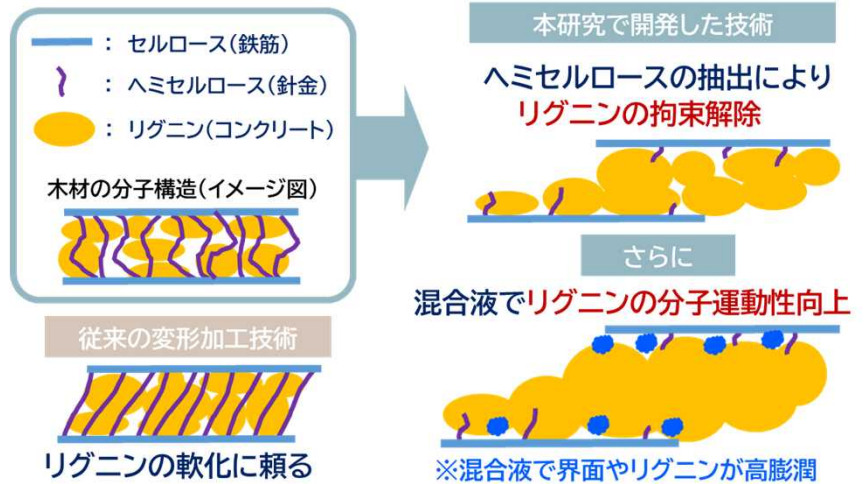 ：セルロース(鉄筋)
：ヘミセルロース(針金)
：リグニン(コンクリート)
木材の分子構造(イメージ図)
従来の変形加工技術
リグニンの軟化に頼る
本研究で開発した技術
ヘミセルロースの抽出により
リグニンの拘束解除
さらに
混合液でリグニンの分子運動性向上
※混合液で界面やリグニンが高膨潤